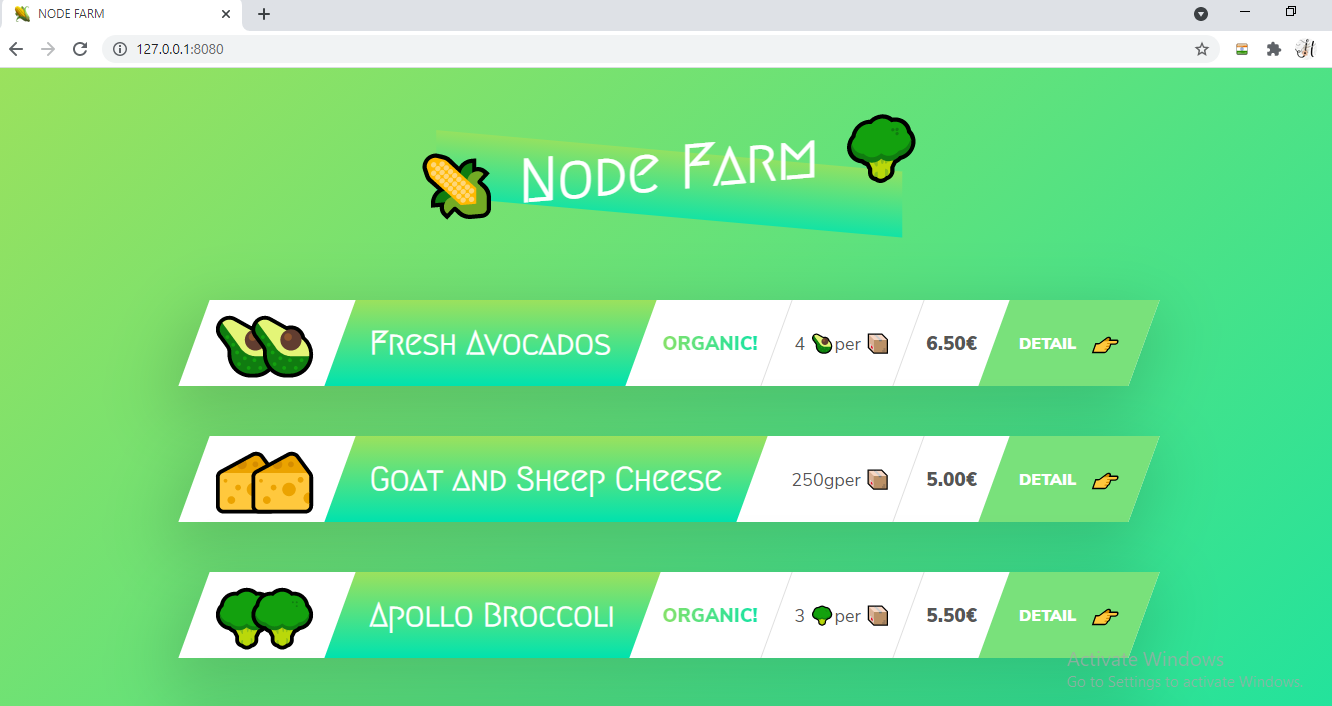 NODE FARM
127.0.0.1:8080
Node Farm
Fresh Avocados ORGANIC! 4 🥑per 📦 6.50€ DETAIL 👉
Goat and Sheep Cheese 250gper 📦 5.00€ DETAIL 👉
Apollo Broccoli ORGANIC! 3 🥦per 📦 5.50€ DETAIL 👉
Activate Windows
Go to Settings to activate Windows.